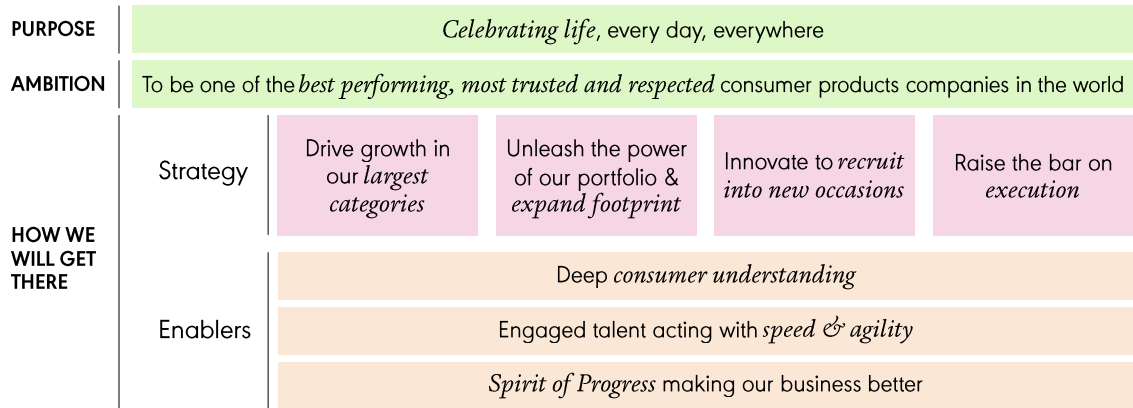 PURPOSE
Celebrating life, every day, everywhere
AMBITION
To be one of the best performing, most trusted and respected consumer products companies in the world
HOW WE
WILL GET
THERE
Strategy
Drive growth in
our largest
categories
Unleash the power
of our portfolio &
expand footprint
Innovate to recruit
into new occasions
Raise the bar on
execution
Enablers
Deep consumer understanding
Engaged talent acting with speed & agility
Spirit of Progress making our business better